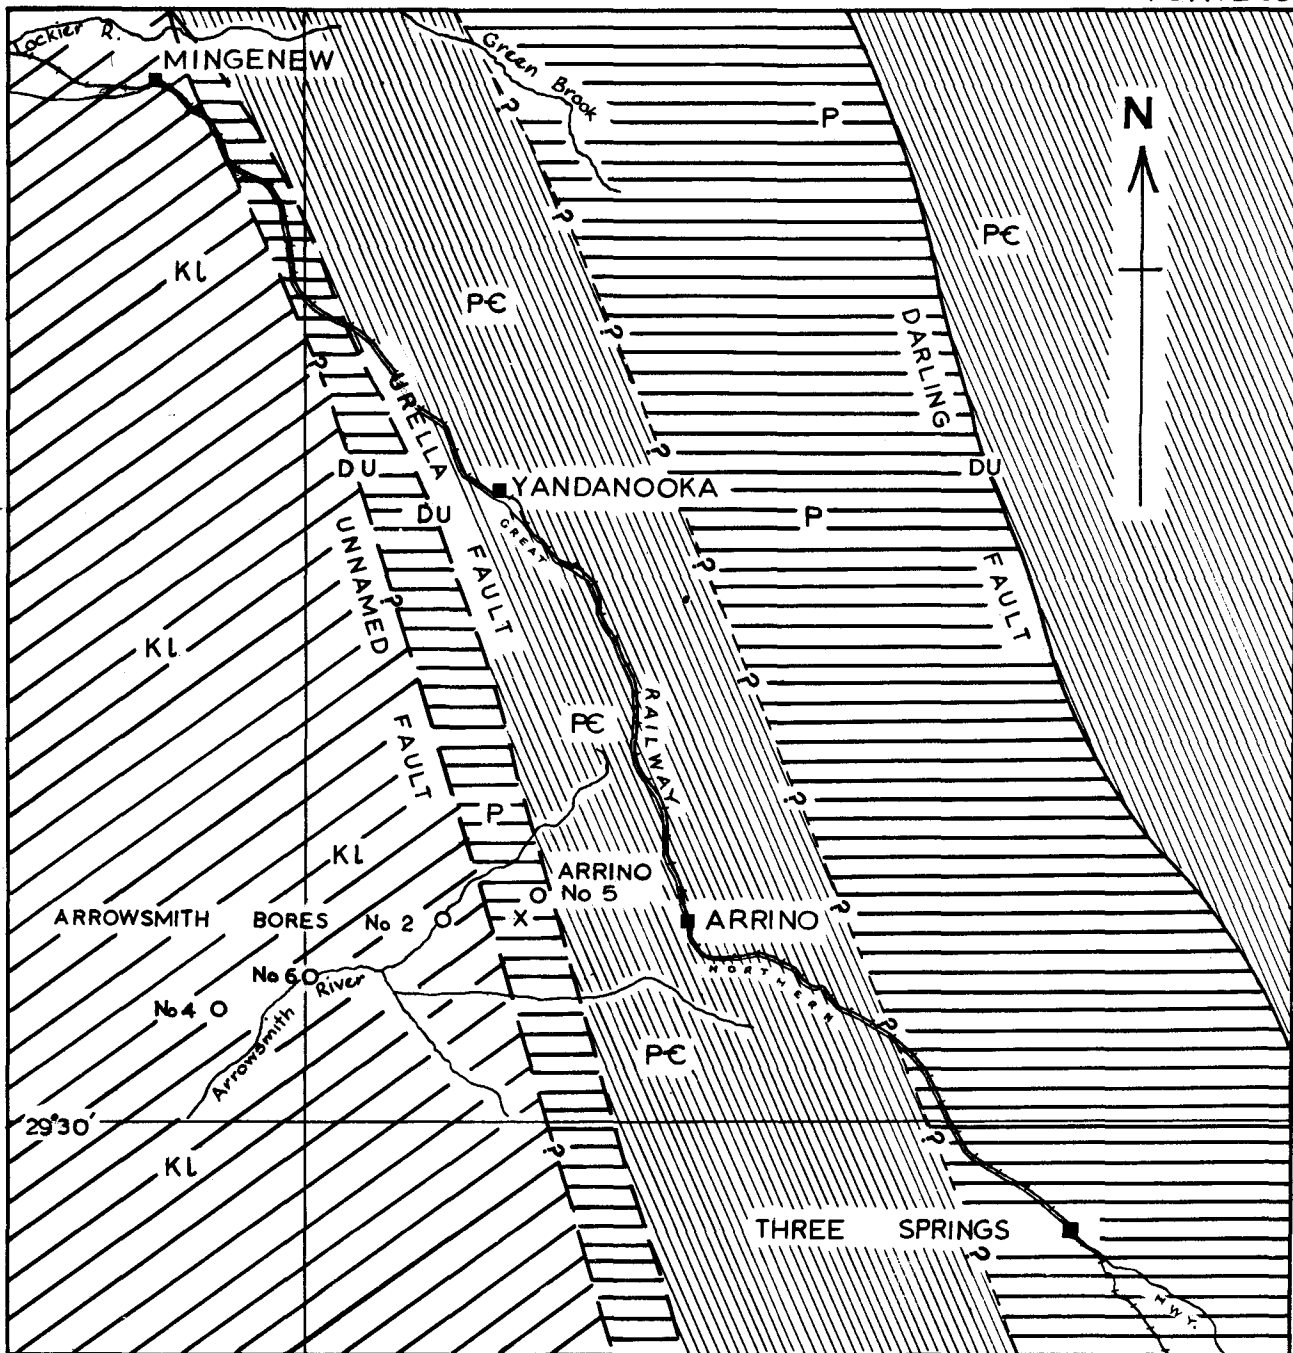 Lockier R.
MINGENEW
Green Brook
N
P
PЄ
Kl
PЄ
DARLING
URELLA
DU
DU
YANDANOOKA
DU
P
GREAT
UNNAMED
FAULT
FAULT
Kl
RAILWAY
PЄ
FAULT
P
Kl
ARRINO
No 5
ARROWSMITH BORES No 2
X
ARRINO
No 6
River
NORTHERN
No 4
Arrowsmith
PЄ
29°30'
Kl
THREE SPRINGS
HWY.
?
?
?
?
?
?
?
?
?
?
?
?
?
?